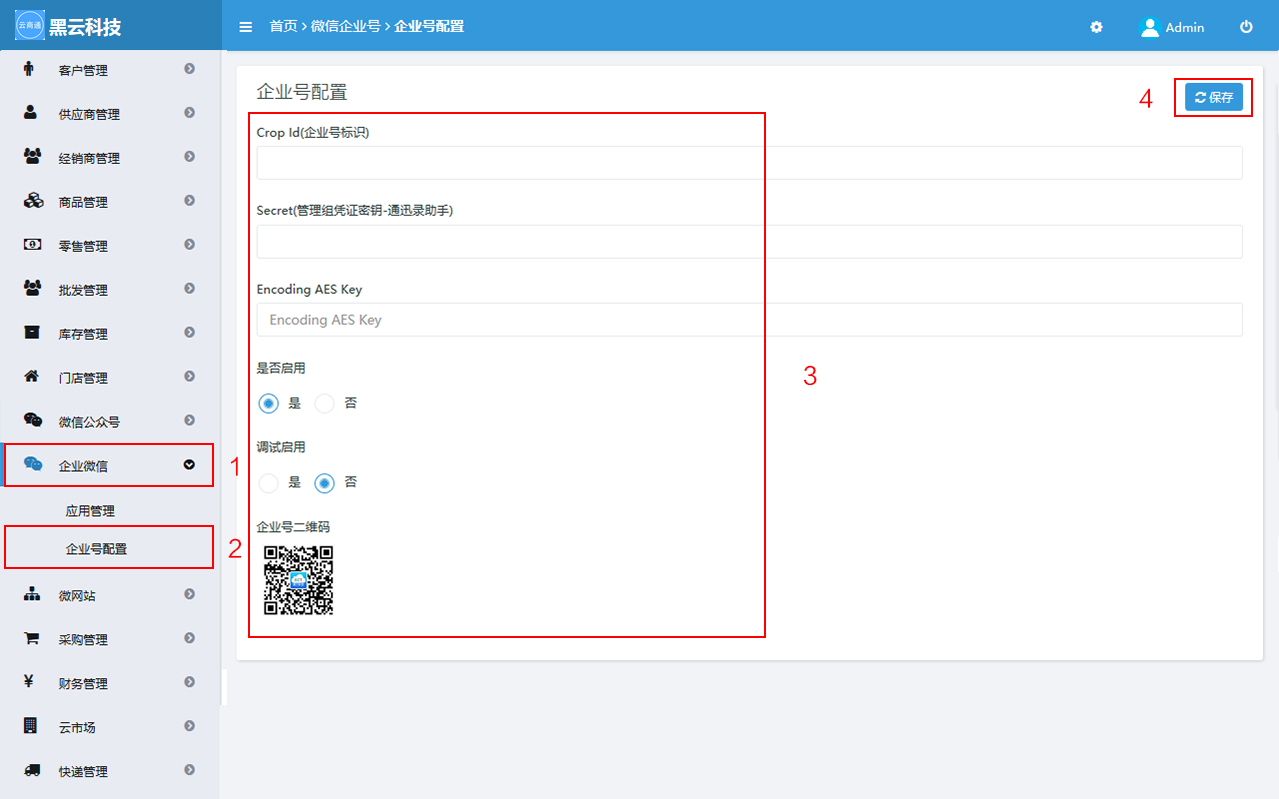 云商通
黑云科技
首页 > 微信企业号 > 企业号配置
Admin
客户管理
供应商管理
经销商管理
商品管理
零售管理
批发管理
库存管理
门店管理
微信公众号
企业微信
1
应用管理
企业号配置
2
微网站
采购管理
财务管理
云市场
快递管理
企业号配置
4
保存
Crop Id(企业号标识)
Secret(管理组凭证密钥-通迅录助手)
Encoding AES Key
Encoding AES Key
3
是否启用
是 否
调试启用
是 否
企业号二维码